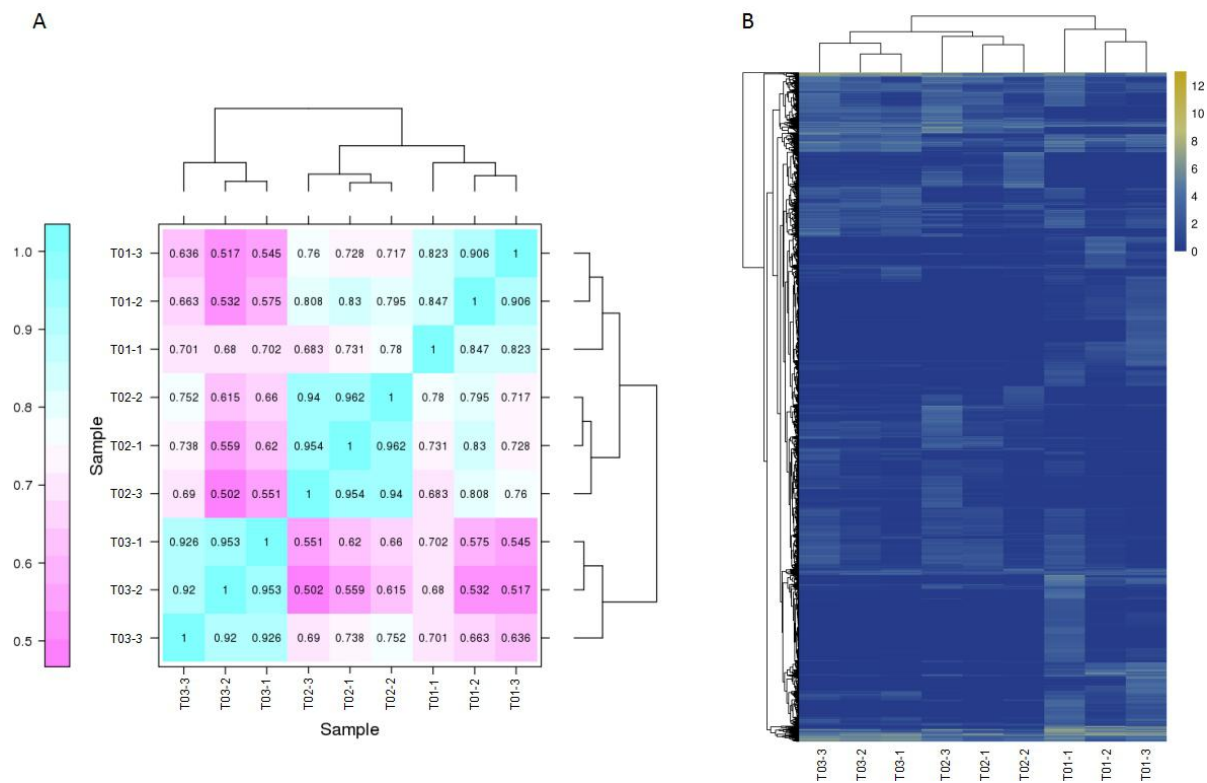 A
1.0
0.9
0.8
0.7
0.6
0.5
Sample
T01-3 0.636 0.517 0.545 0.76 0.728 0.717 0.823 0.906 1
T01-2 0.663 0.532 0.575 0.808 0.83 0.795 0.847 1 0.906
T01-1 0.701 0.68 0.702 0.683 0.731 0.78 1 0.847 0.823
T02-2 0.752 0.615 0.66 0.94 0.962 1 0.78 0.795 0.717
T02-1 0.738 0.559 0.62 0.954 1 0.962 0.731 0.83 0.728
T02-3 0.69 0.502 0.551 1 0.954 0.94 0.683 0.808 0.76
T03-1 0.926 0.953 1 0.551 0.62 0.66 0.702 0.575 0.545
T03-2 0.92 1 0.953 0.502 0.559 0.615 0.68 0.532 0.517
T03-3 1 0.92 0.926 0.69 0.738 0.752 0.701 0.663 0.636
T03-3 T03-2 T03-1 T02-3 T02-1 T02-2 T01-1 T01-2 T01-3
Sample
B
12
10
8
6
4
2
0
T03-3 T03-2 T03-1 T02-3 T02-1 T02-2 T01-1 T01-2 T01-3